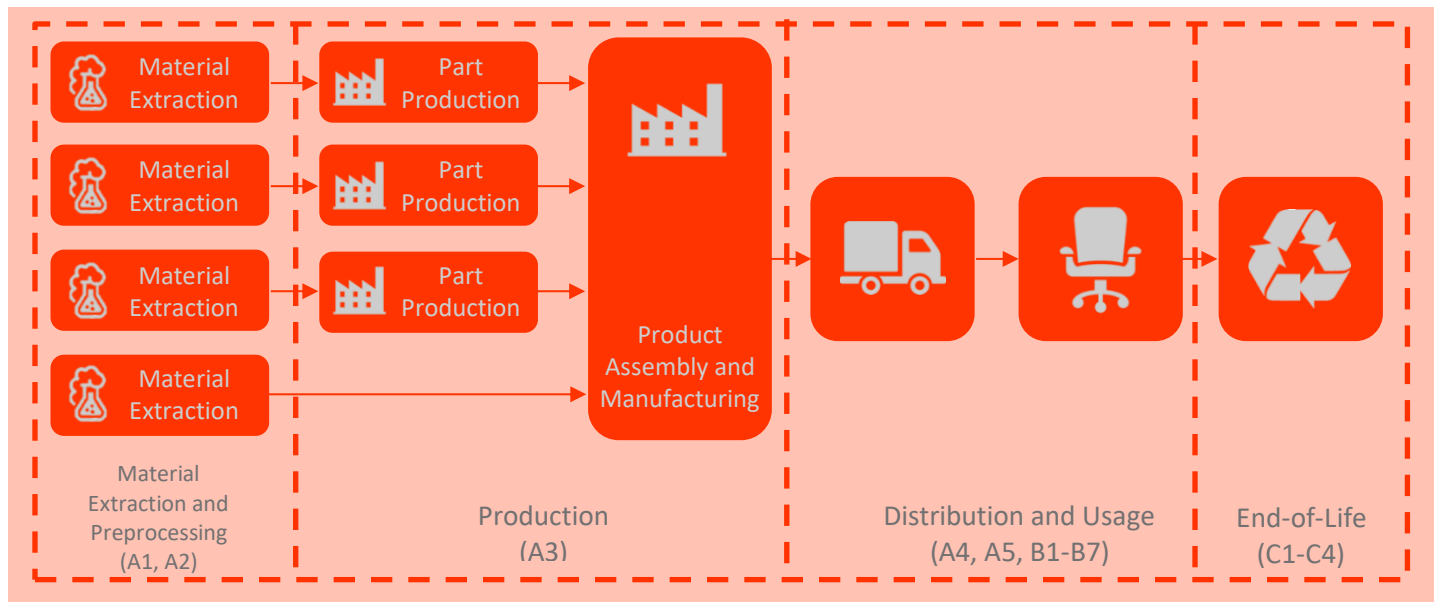 Material
Extraction
Part
Production
Material
Extraction
Part
Production
Material
Extraction
Part
Production
Material
Extraction
Product
Assembly and
Manufacturing
Material
Extraction and
Preprocessing
(A1, A2)
Production
(A3)
Distribution and Usage
(A4, A5, B1-B7)
End-of-Life
(C1-C4)